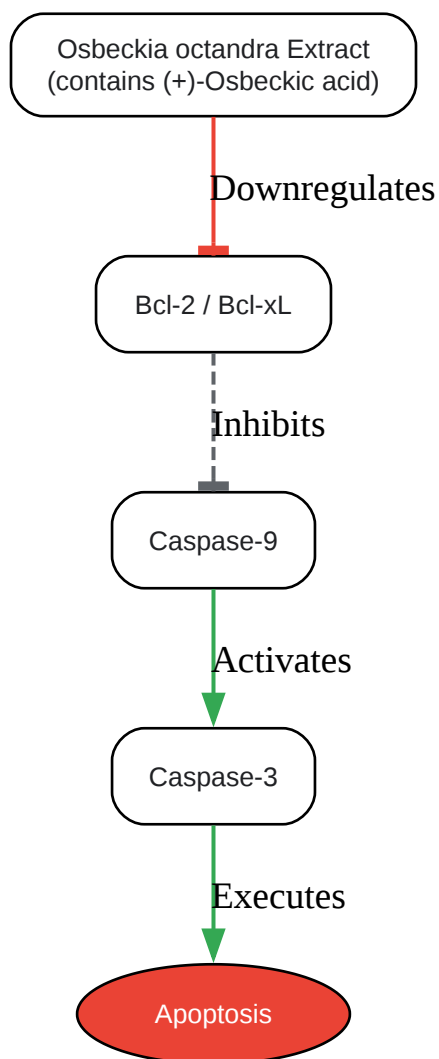 Osbeckia octandra Extract
(contains (+)-Osbeckic acid)
Downregulates
Bcl-2 / Bcl-xL
Inhibits
Caspase-9
Activates
Caspase-3
Executes
Apoptosis